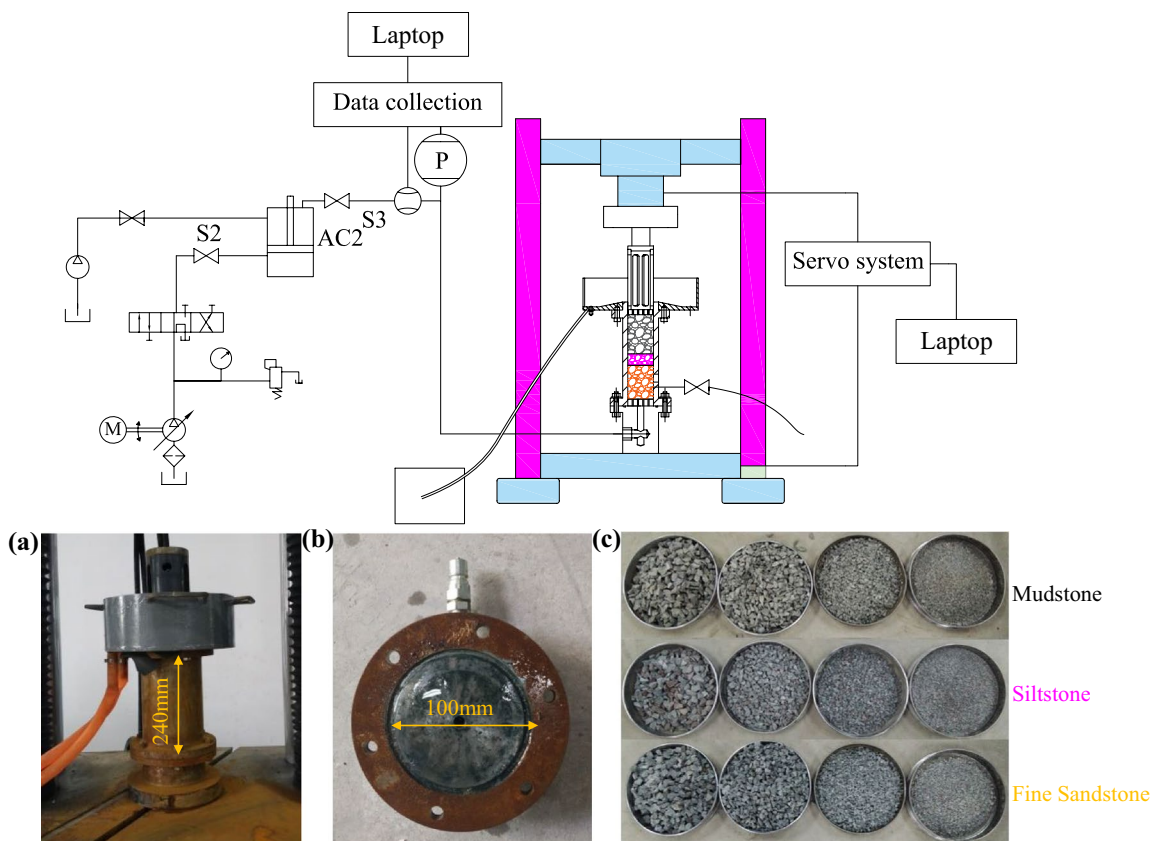 Laptop
Data collection
P
S3
S2
AC2
Servo system
Laptop
M
(a)
(b)
(c)
240mm
100mm
Mudstone
Siltstone
Fine Sandstone